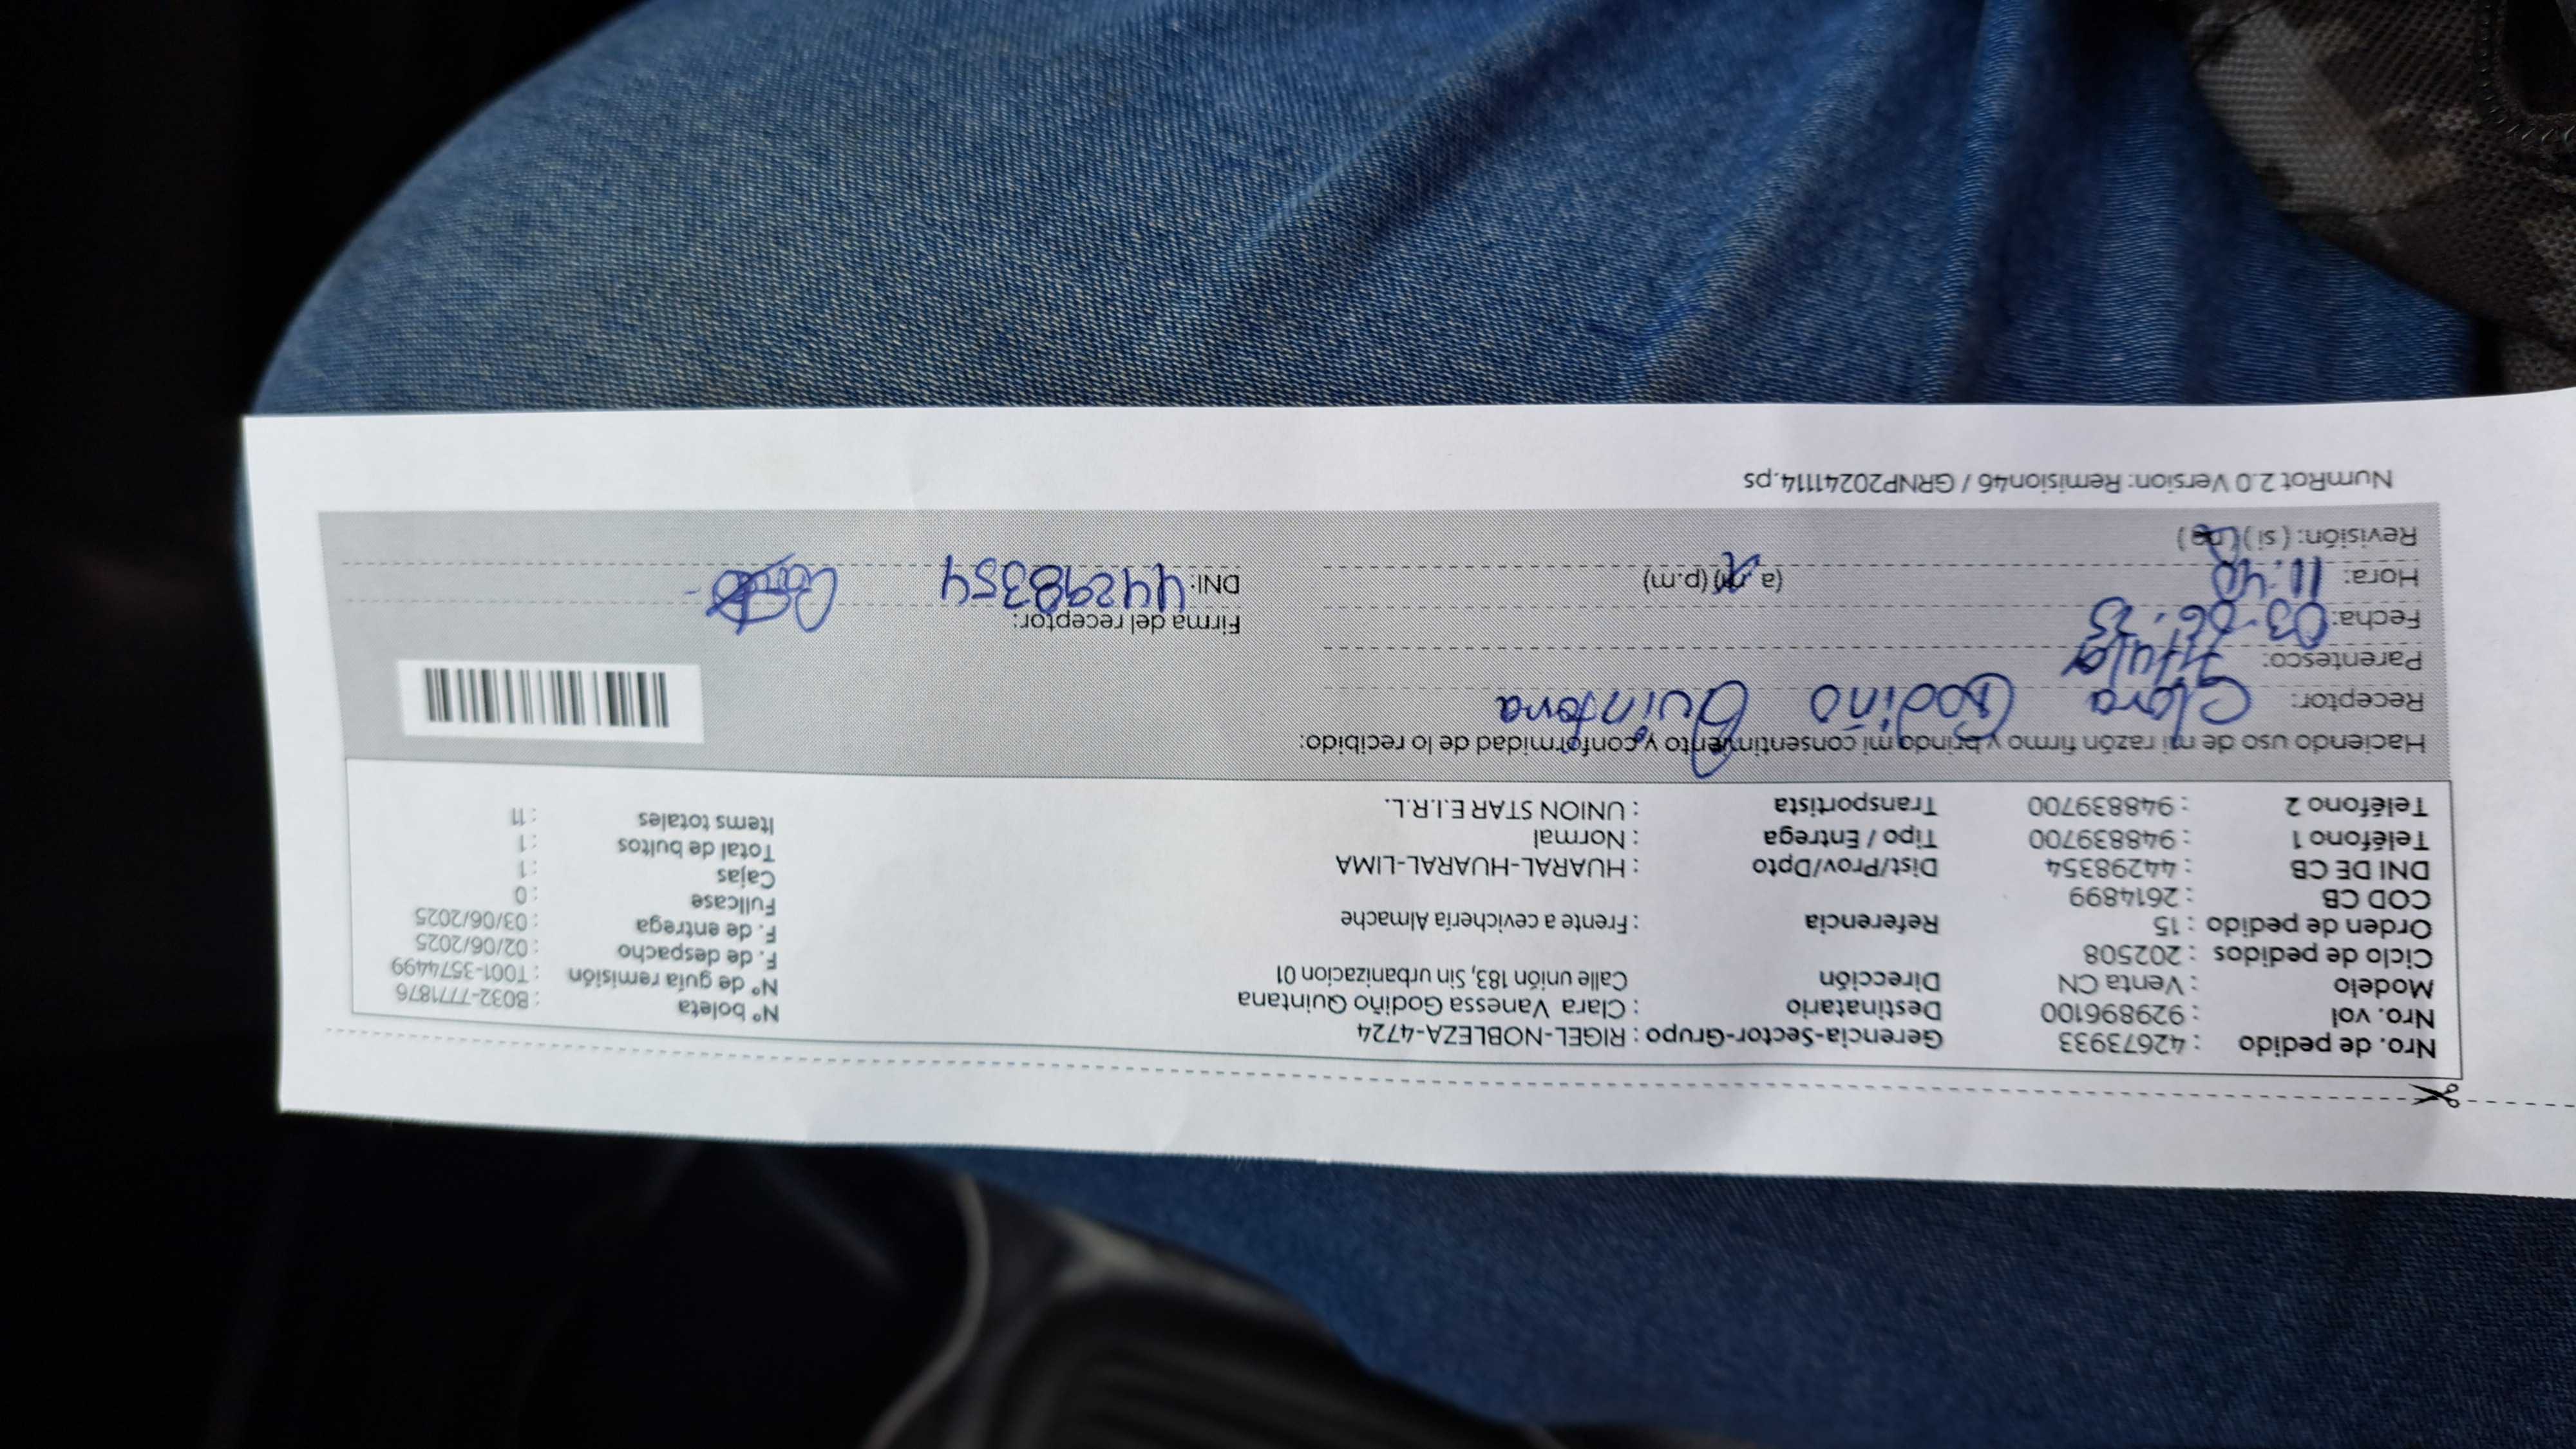 Nro. de pedido : 42673933 Gerencia-Sector-Grupo : RIGEL-NOBLEZA-4724 N° boleta : B032-7771876
Nro. vol : 929896100 Destinatario : Clara Vanessa Godiño Quintana N° de guía remisión : T001-3574499
Modelo : Venta CN Dirección Calle unión 183, Sin urbanizacion 01 F. de despacho : 02/06/2025
Ciclo de pedidos : 202508 F. de entrega : 03/06/2025
Orden de pedido : 15 Referencia : Frente a cevichería Almache Fullcase : 0
COD CB : 2614899 Cajas : 1
DNI DE CB : 44298354 Dist/Prov/Dpto : HUARAL-HUARAL-LIMA Total de bultos : 1
Teléfono 1 : 948839700 Tipo / Entrega : Normal Items totales : 11
Teléfono 2 : 948839700 Transportista : UNION STAR E.I.R.L.
Haciendo uso de mi razón firmo y brindo mi consentimiento y conformidad de lo recibido:
Receptor: Clara Godiño Quintana
Parentesco: Titular
Fecha: 03-06.25 Firma del receptor:
Hora: 11:40 (a.m) (p.m) DNI: 44298354
Revisión: (si) (no)
NumRot 2.0 Version: Remision46 / GRNP20241114.ps